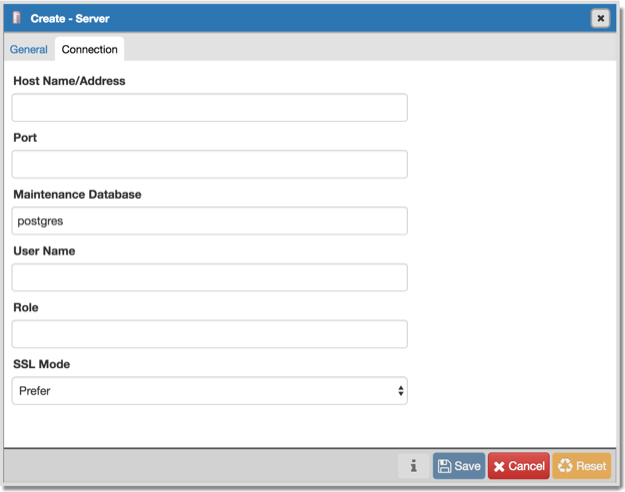 Create - Server
General Connection
Host Name/Address
Port
Maintenance Database
postgres
User Name
Role
SSL Mode
Prefer
i Save Cancel Reset